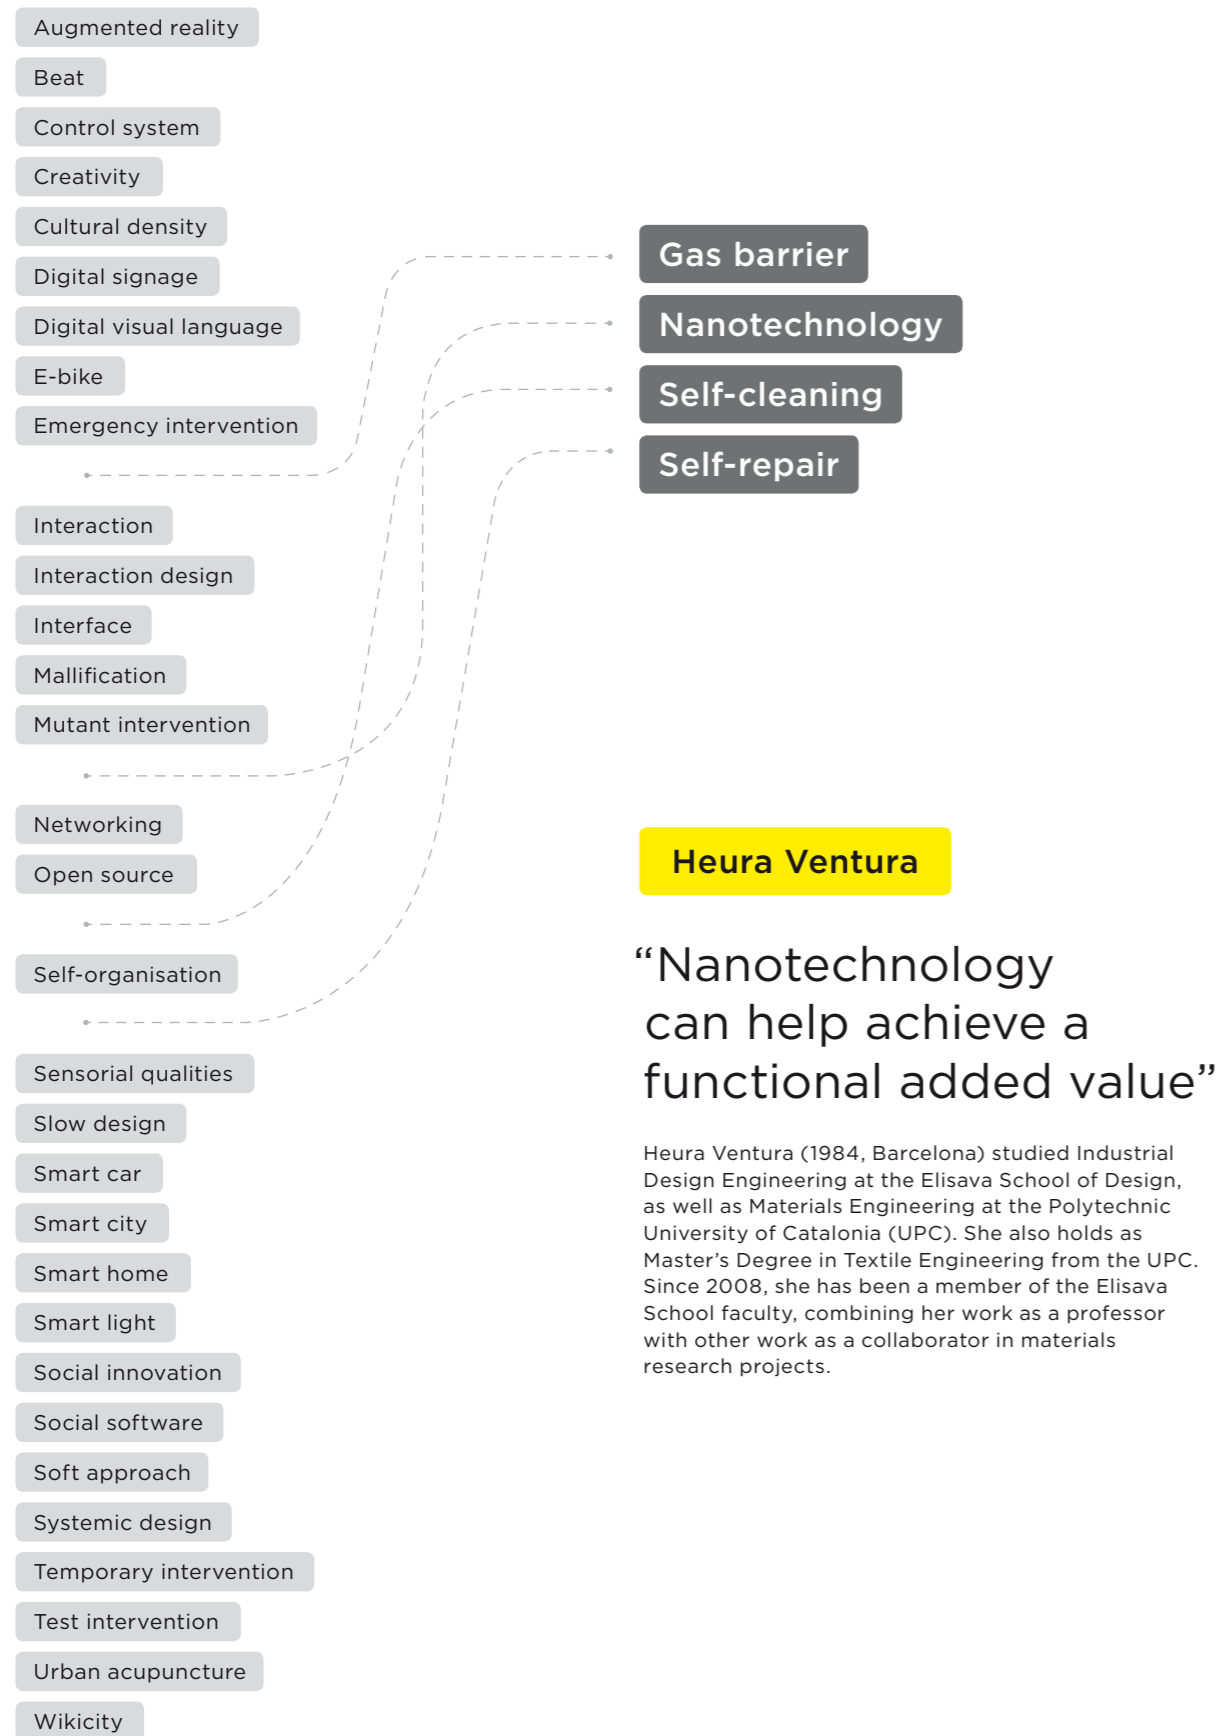 Augmented reality
Beat
Control system
Creativity
Cultural density
Digital signage
Digital visual language
E-bike
Emergency intervention
Interaction
Interaction design
Interface
Mallification
Mutant intervention
Networking
Open source
Self-organisation
Sensorial qualities
Slow design
Smart car
Smart city
Smart home
Smart light
Social innovation
Social software
Soft approach
Systemic design
Temporary intervention
Test intervention
Urban acupuncture
Wikicity
Gas barrier
Nanotechnology
Self-cleaning
Self-repair
Heura Ventura
“Nanotechnology
can help achieve a
functional added value”
Heura Ventura (1984, Barcelona) studied Industrial
Design Engineering at the Elisava School of Design,
as well as Materials Engineering at the Polytechnic
University of Catalonia (UPC). She also holds as
Master’s Degree in Textile Engineering from the UPC.
Since 2008, she has been a member of the Elisava
School faculty, combining her work as a professor
with other work as a collaborator in materials
research projects.